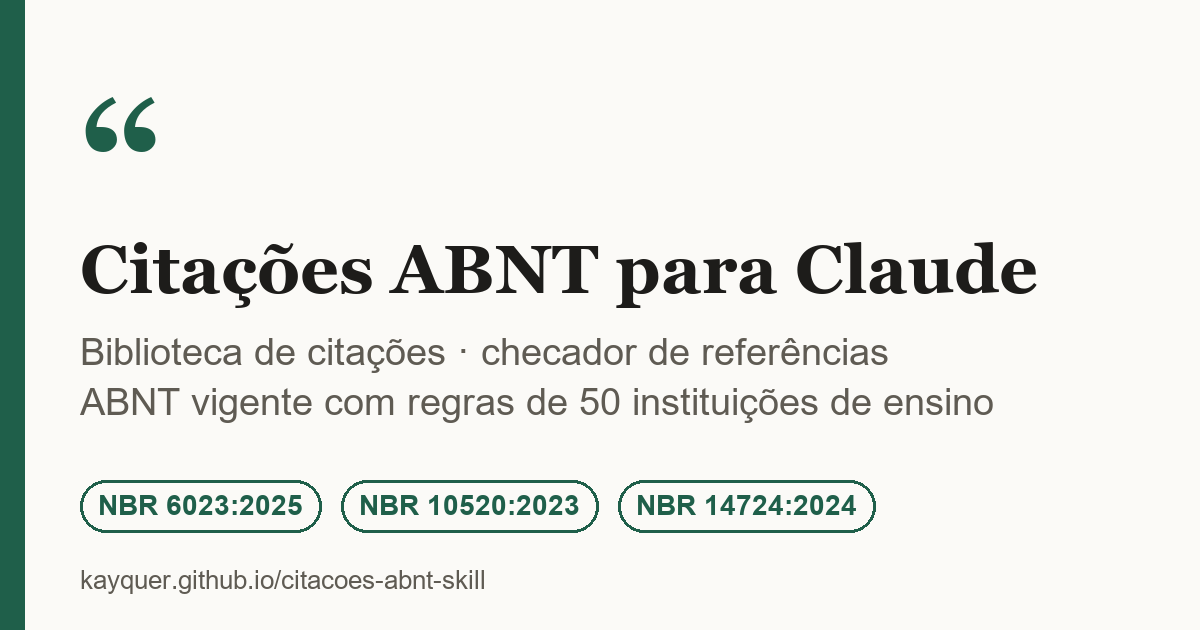 “
Citações ABNT para Claude
Biblioteca de citações · checador de referências
ABNT vigente com regras de 50 instituições de ensino
NBR 6023:2025 NBR 10520:2023 NBR 14724:2024
kayquer.github.io/citacoes-abnt-skill